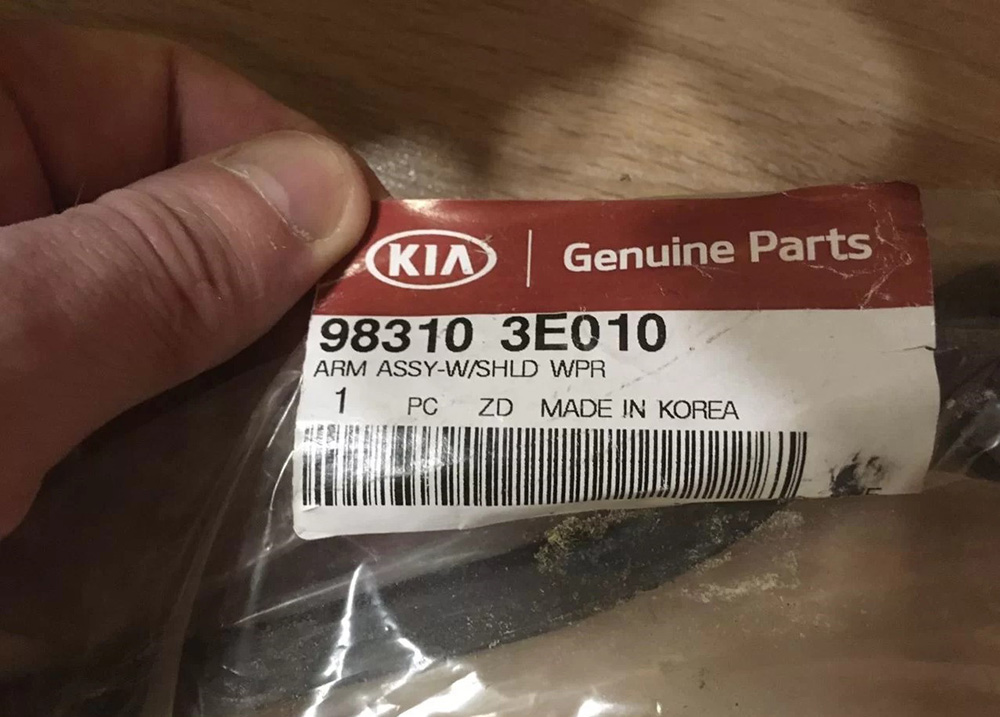 KIA Genuine Parts
98310 3E010
ARM ASSY-W/SHLD WPR
1 PC ZD MADE IN KOREA